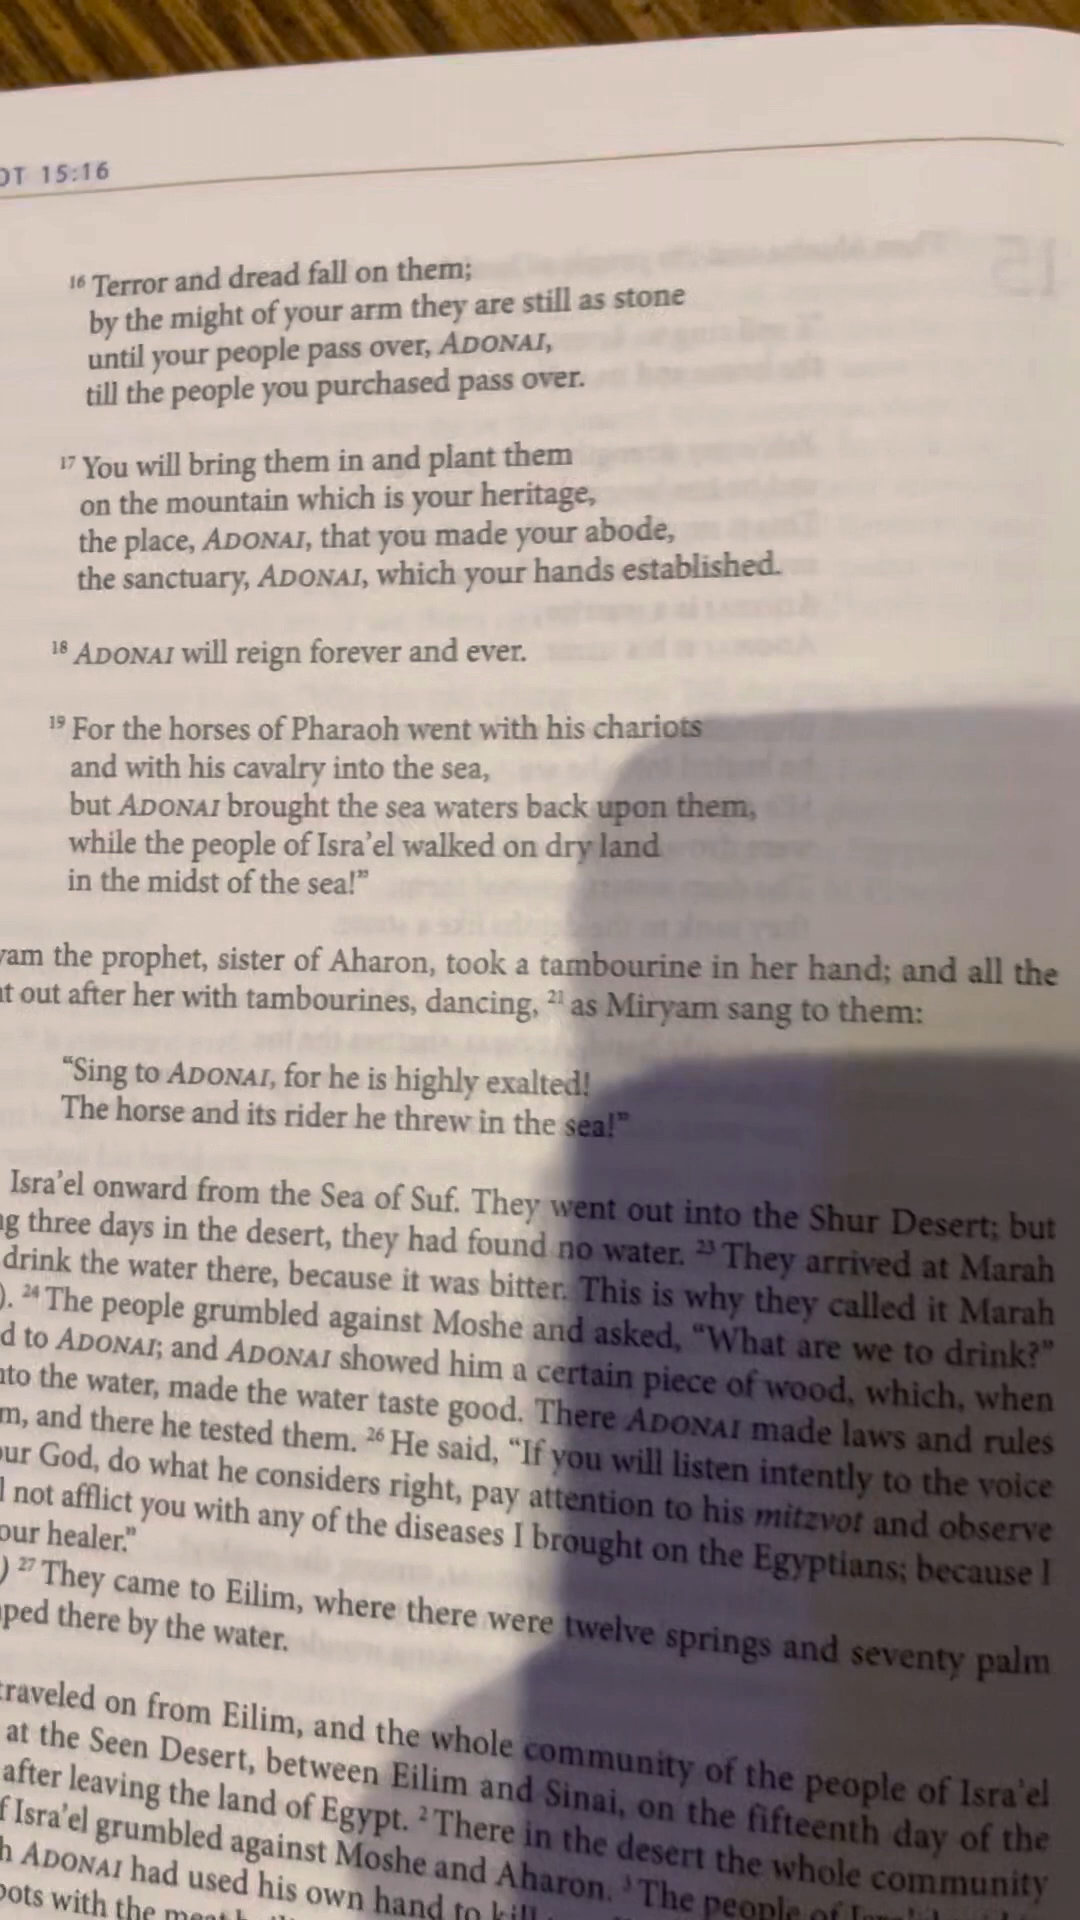 OT 15:16
16 Terror and dread fall on them;
by the might of your arm they are still as stone
until your people pass over, ADONAI,
till the people you purchased pass over.
17 You will bring them in and plant them
on the mountain which is your heritage,
the place, ADONAI, that you made your abode,
the sanctuary, ADONAI, which your hands established.
18 ADONAI will reign forever and ever.
19 For the horses of Pharaoh went with his chariots
and with his cavalry into the sea,
but ADONAI brought the sea waters back upon them,
while the people of Isra’el walked on dry land
in the midst of the sea!”
yam the prophet, sister of Aharon, took a tambourine in her hand; and all the
nt out after her with tambourines, dancing, 21 as Miryam sang to them:
“Sing to ADONAI, for he is highly exalted!
The horse and its rider he threw in the sea!”
Isra’el onward from the Sea of Suf. They went out into the Shur Desert; but
ng three days in the desert, they had found no water. 23 They arrived at Marah
drink the water there, because it was bitter. This is why they called it Marah
). 24 The people grumbled against Moshe and asked, “What are we to drink?”
d to ADONAI; and ADONAI showed him a certain piece of wood, which, when
nto the water, made the water taste good. There ADONAI made laws and rules
m, and there he tested them. 26 He said, “If you will listen intently to the voice
our God, do what he considers right, pay attention to his mitzvot and observe
l not afflict you with any of the diseases I brought on the Egyptians; because I
our healer.”
) 27 They came to Eilim, where there were twelve springs and seventy palm
ped there by the water.
traveled on from Eilim, and the whole community of the people of Isra’el
at the Seen Desert, between Eilim and Sinai, on the fifteenth day of the
after leaving the land of Egypt. 2 There in the desert the whole community
f Isra’el grumbled against Moshe and Aharon. 3 The people of
h ADONAI had used his own hand to kill
pots with the